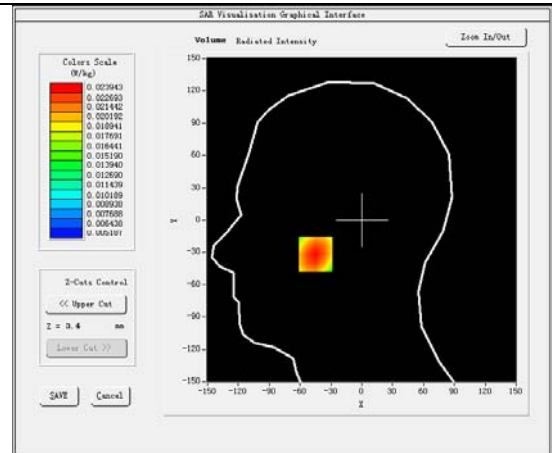 SAR Visualisation Graphical Interface
Volume Radiated Intensity
Zoom In/Out
Colors Scale
(W/kg)
0.023943
0.022693
0.021442
0.020192
0.018941
0.017691
0.016441
0.015190
0.013940
0.012690
0.011439
0.010189
0.008938
0.007688
0.006438
0.005187
Z-Cuts Control
<< Upper Cut
Z = 3.4 mm
Lower Cut >>
SAVE Cancel
150
120
90
60
30
0
-30
-60
-90
-120
-150
Y
-150 -120 -90 -60 -30 0 30 60 90 120 150
X